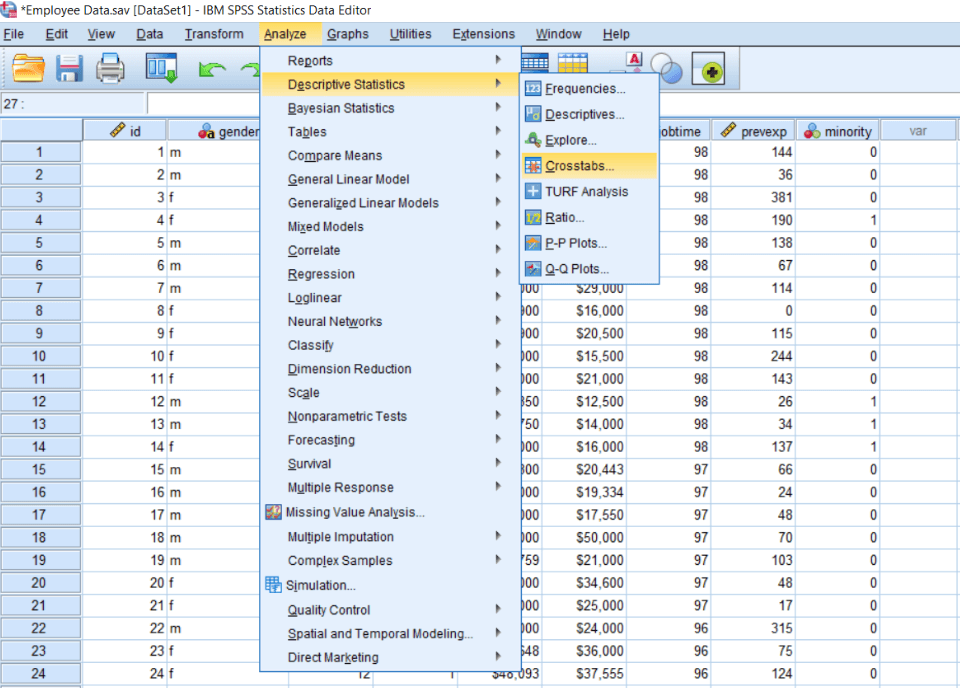 *Employee Data.sav [DataSet1] - IBM SPSS Statistics Data Editor
File Edit View Data Transform Analyze Graphs Utilities Extensions Window Help
A
27 :
Reports
Descriptive Statistics
Bayesian Statistics
Tables
Compare Means
General Linear Model
Generalized Linear Models
Mixed Models
Correlate
Regression
Loglinear
Neural Networks
Classify
Dimension Reduction
Scale
Nonparametric Tests
Forecasting
Survival
Multiple Response
Missing Value Analysis...
Multiple Imputation
Complex Samples
Simulation...
Quality Control
Spatial and Temporal Modeling...
Direct Marketing
123 Frequencies...
Descriptives...
Explore...
Crosstabs...
TURF Analysis
1/2 Ratio...
P-P Plots...
Q-Q Plots...
id a gender obtime prevexp minority var
1 1 m 98 144 0
2 2 m 98 36 0
3 3 f 98 381 0
4 4 f 98 190 1
5 5 m 98 138 0
6 6 m 98 67 0
7 7 m 000 $29,000 98 114 0
8 8 f 900 $16,000 98 0 0
9 9 f 900 $20,500 98 115 0
10 10 f 000 $15,500 98 244 0
11 11 f 000 $21,000 98 143 0
12 12 m 350 $12,500 98 26 1
13 13 m 750 $14,000 98 34 1
14 14 f 000 $16,000 98 137 1
15 15 m 300 $20,443 97 66 0
16 16 m 000 $19,334 97 24 0
17 17 m 000 $17,550 97 48 0
18 18 m 000 $50,000 97 70 0
19 19 m 759 $21,000 97 103 0
20 20 f 000 $34,600 97 48 0
21 21 f 000 $25,000 97 17 0
22 22 m 000 $24,000 96 315 0
23 23 f 648 $36,000 96 75 0
24 24 f 12 1 $48,093 $37,555 96 124 0